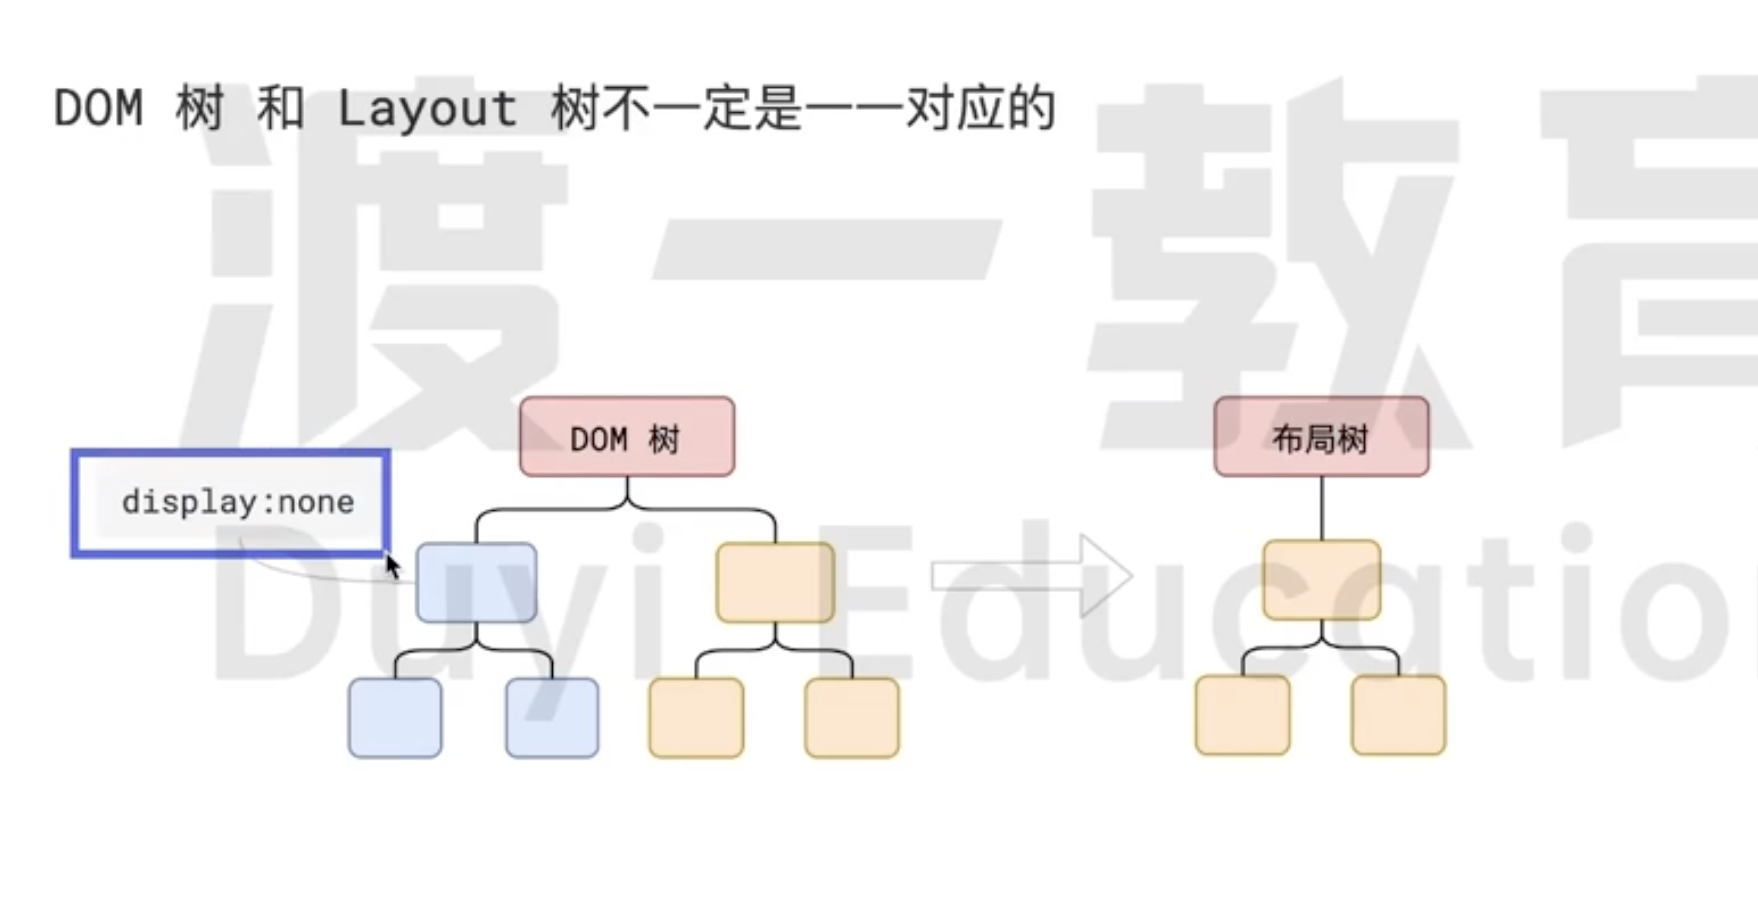 DOM 树 和 Layout 树不一定是一一对应的
渡一教育
DOM 树
布局树
display:none
Duyi Educatio